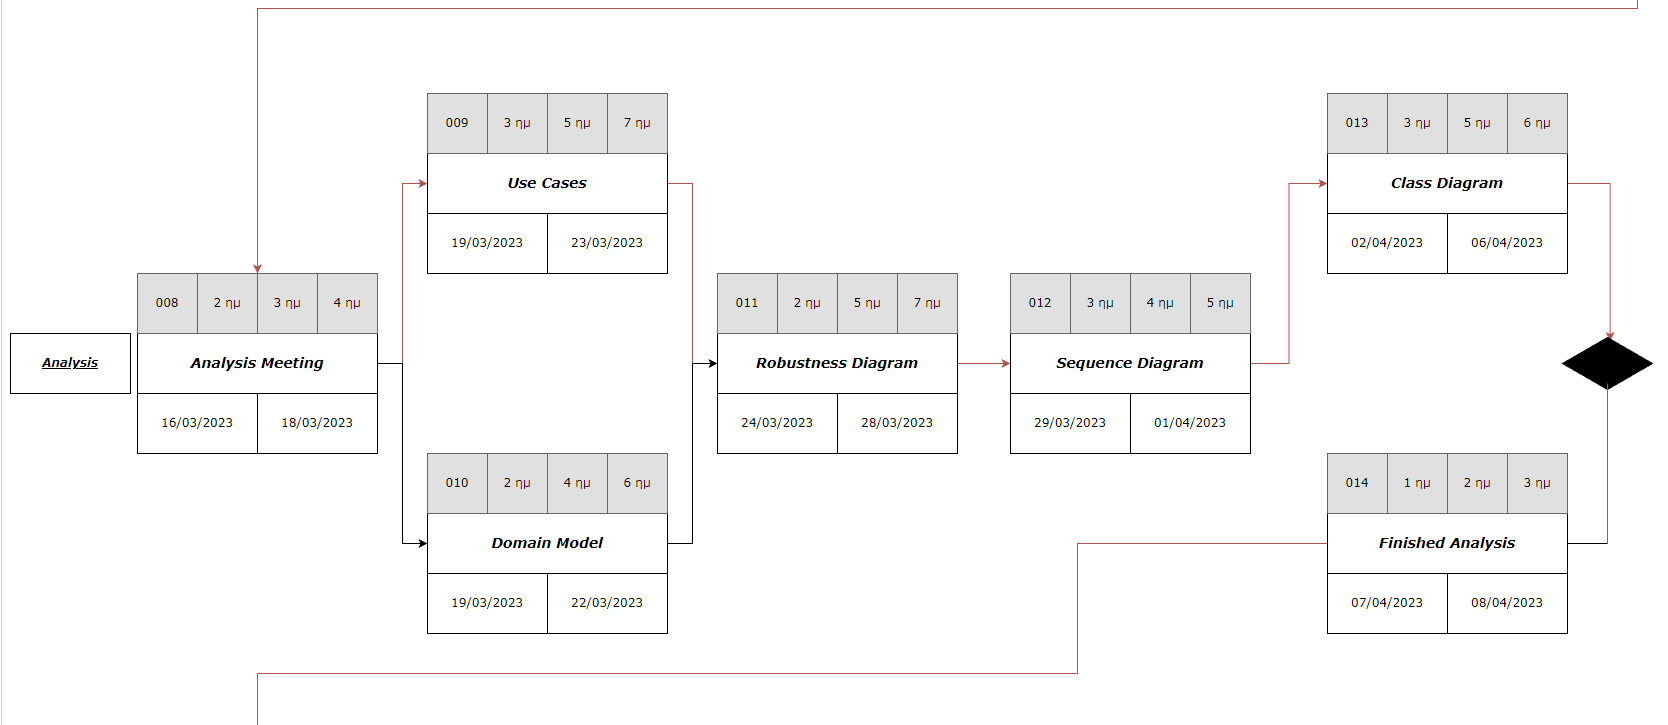 Analysis
008 2 ημ 3 ημ 4 ημ
Analysis Meeting
16/03/2023 18/03/2023
009 3 ημ 5 ημ 7 ημ
Use Cases
19/03/2023 23/03/2023
010 2 ημ 4 ημ 6 ημ
Domain Model
19/03/2023 22/03/2023
011 2 ημ 5 ημ 7 ημ
Robustness Diagram
24/03/2023 28/03/2023
012 3 ημ 4 ημ 5 ημ
Sequence Diagram
29/03/2023 01/04/2023
013 3 ημ 5 ημ 6 ημ
Class Diagram
02/04/2023 06/04/2023
014 1 ημ 2 ημ 3 ημ
Finished Analysis
07/04/2023 08/04/2023